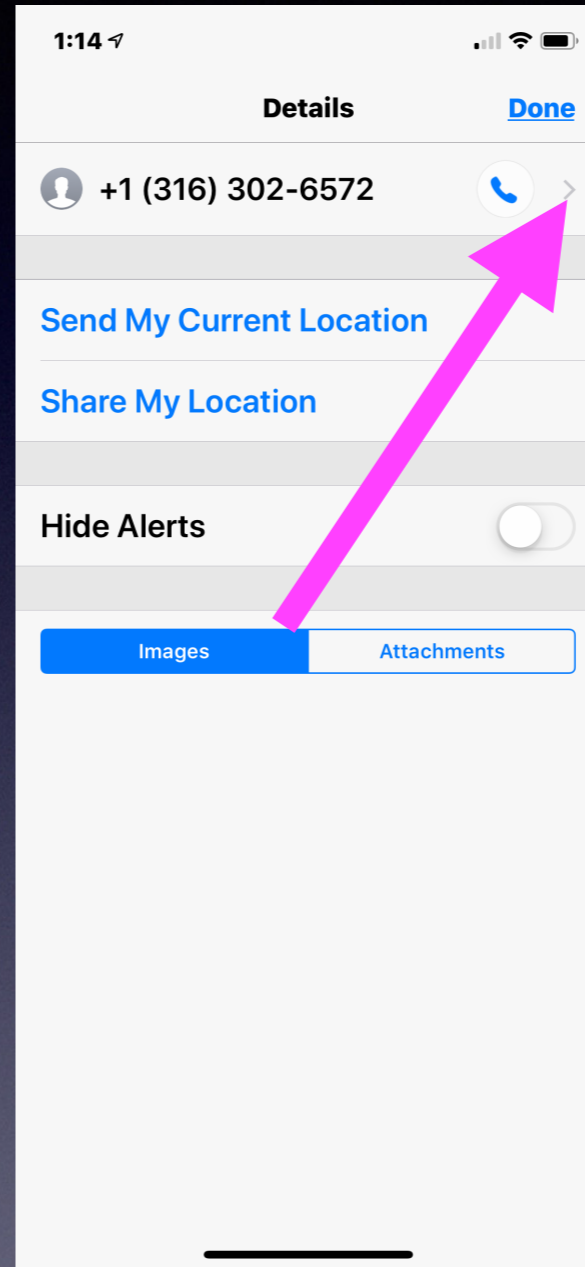 1:14
Details Done
+1 (316) 302-6572
Send My Current Location
Share My Location
Hide Alerts
Images Attachments